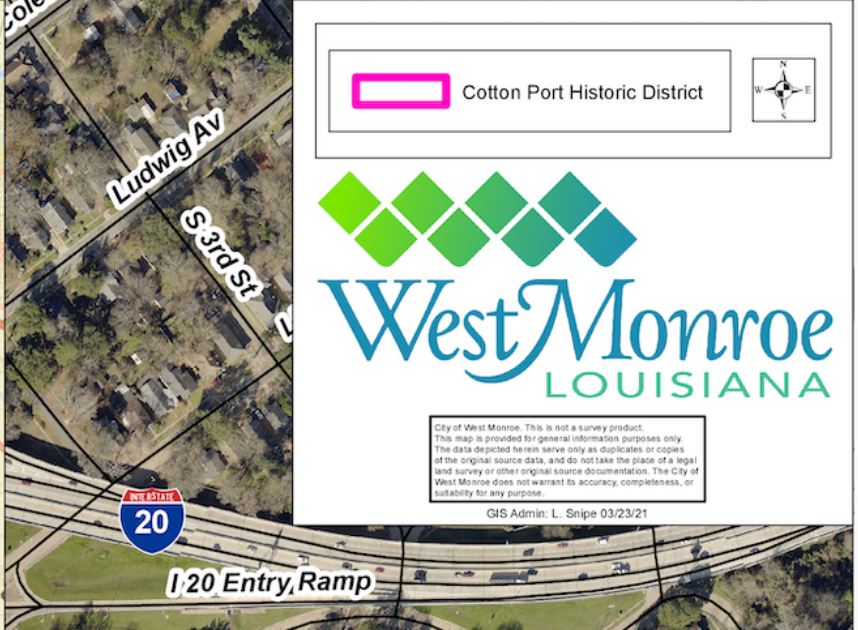 Cole
Ludwig Av
S 3rd St
L
INTERSTATE
20
I 20 Entry Ramp
Cotton Port Historic District
N
W E
S
West Monroe
LOUISIANA
City of West Monroe. This is not a survey product.
This map is provided for general information purposes only.
The data depicted herein serve only as duplicates or copies
of the original source data, and do not take the place of a legal
land survey or other original source documentation. The City of
West Monroe does not warrant its accuracy, completeness, or
suitability for any purpose.
GIS Admin: L. Snipe 03/23/21